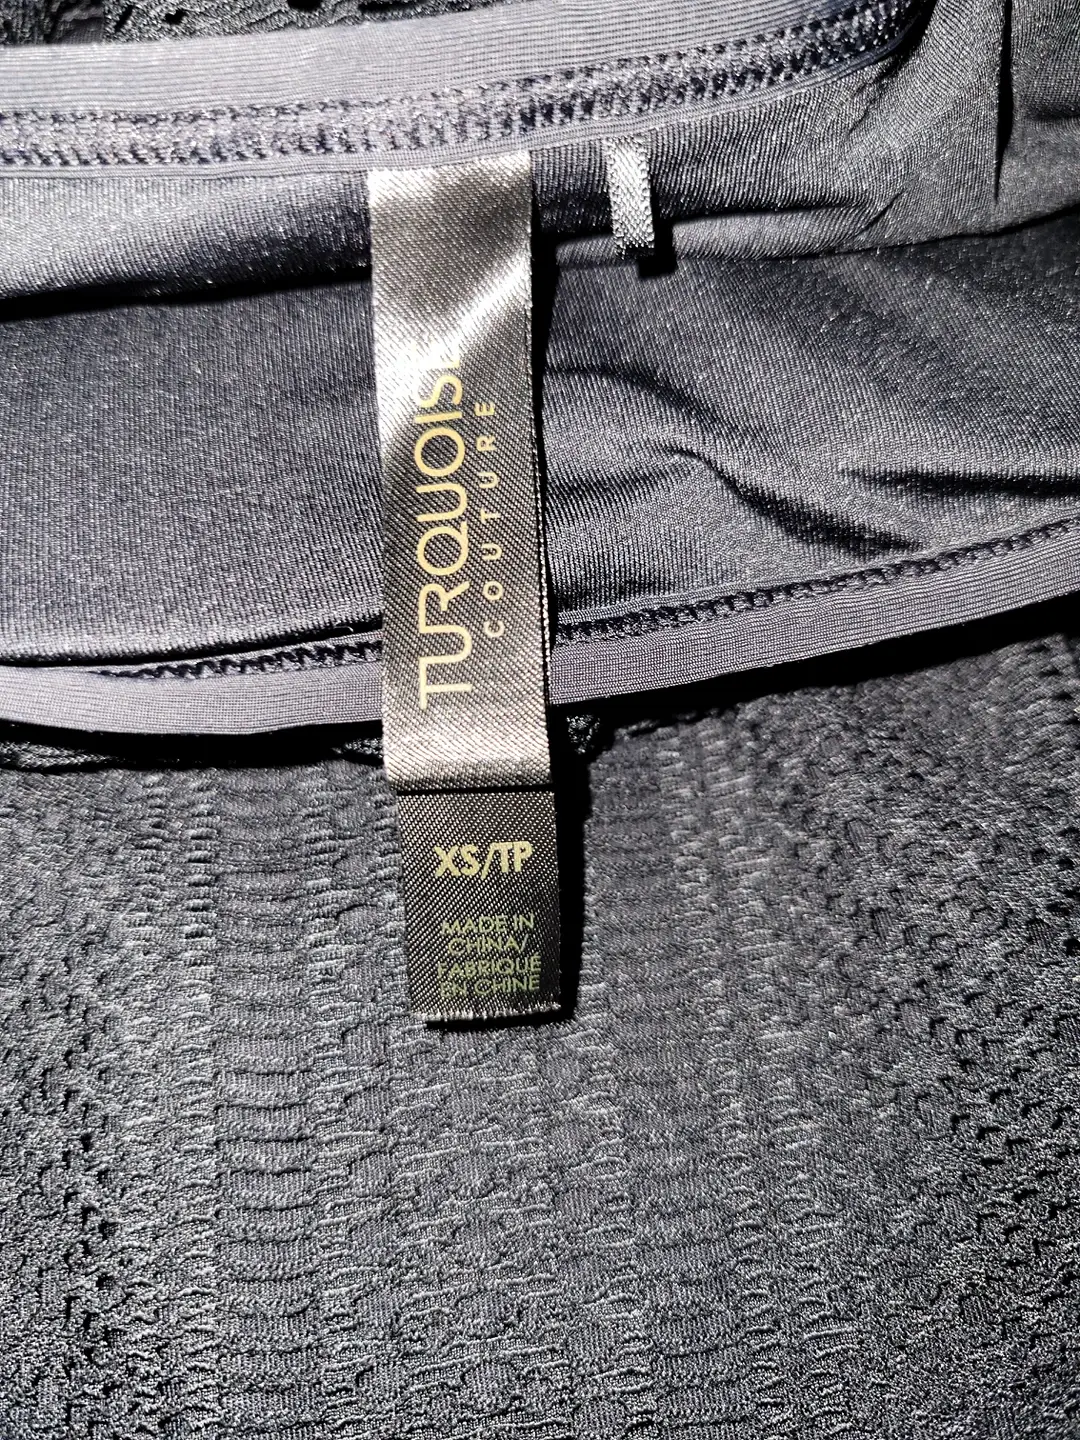 TURQUOISE
COUTURE
XS/TP
MADE IN
CHINA/
FABRIQUÉ
EN CHINE